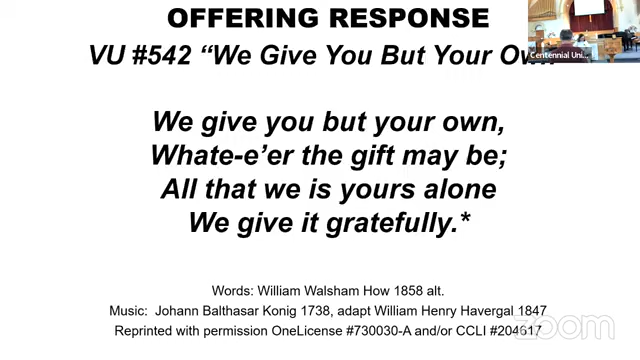 OFFERING RESPONSE
VU #542 “We Give You But Your Own
Centennial Uni...
We give you but your own,
Whate-e’er the gift may be;
All that we is yours alone
We give it gratefully.*
Words: William Walsham How 1858 alt.
Music: Johann Balthasar Konig 1738, adapt William Henry Havergal 1847
Reprinted with permission OneLicense #730030-A and/or CCLI #204617
zoom